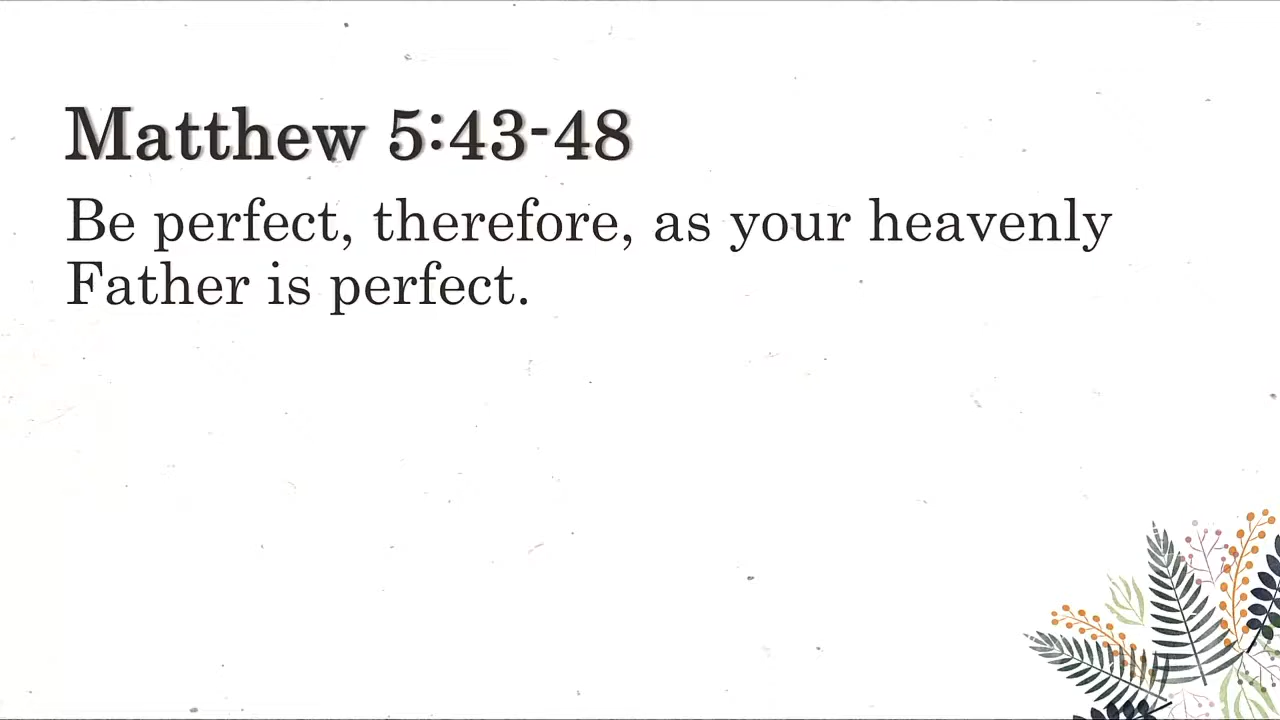 Matthew 5:43-48
Be perfect, therefore, as your heavenly
Father is perfect.